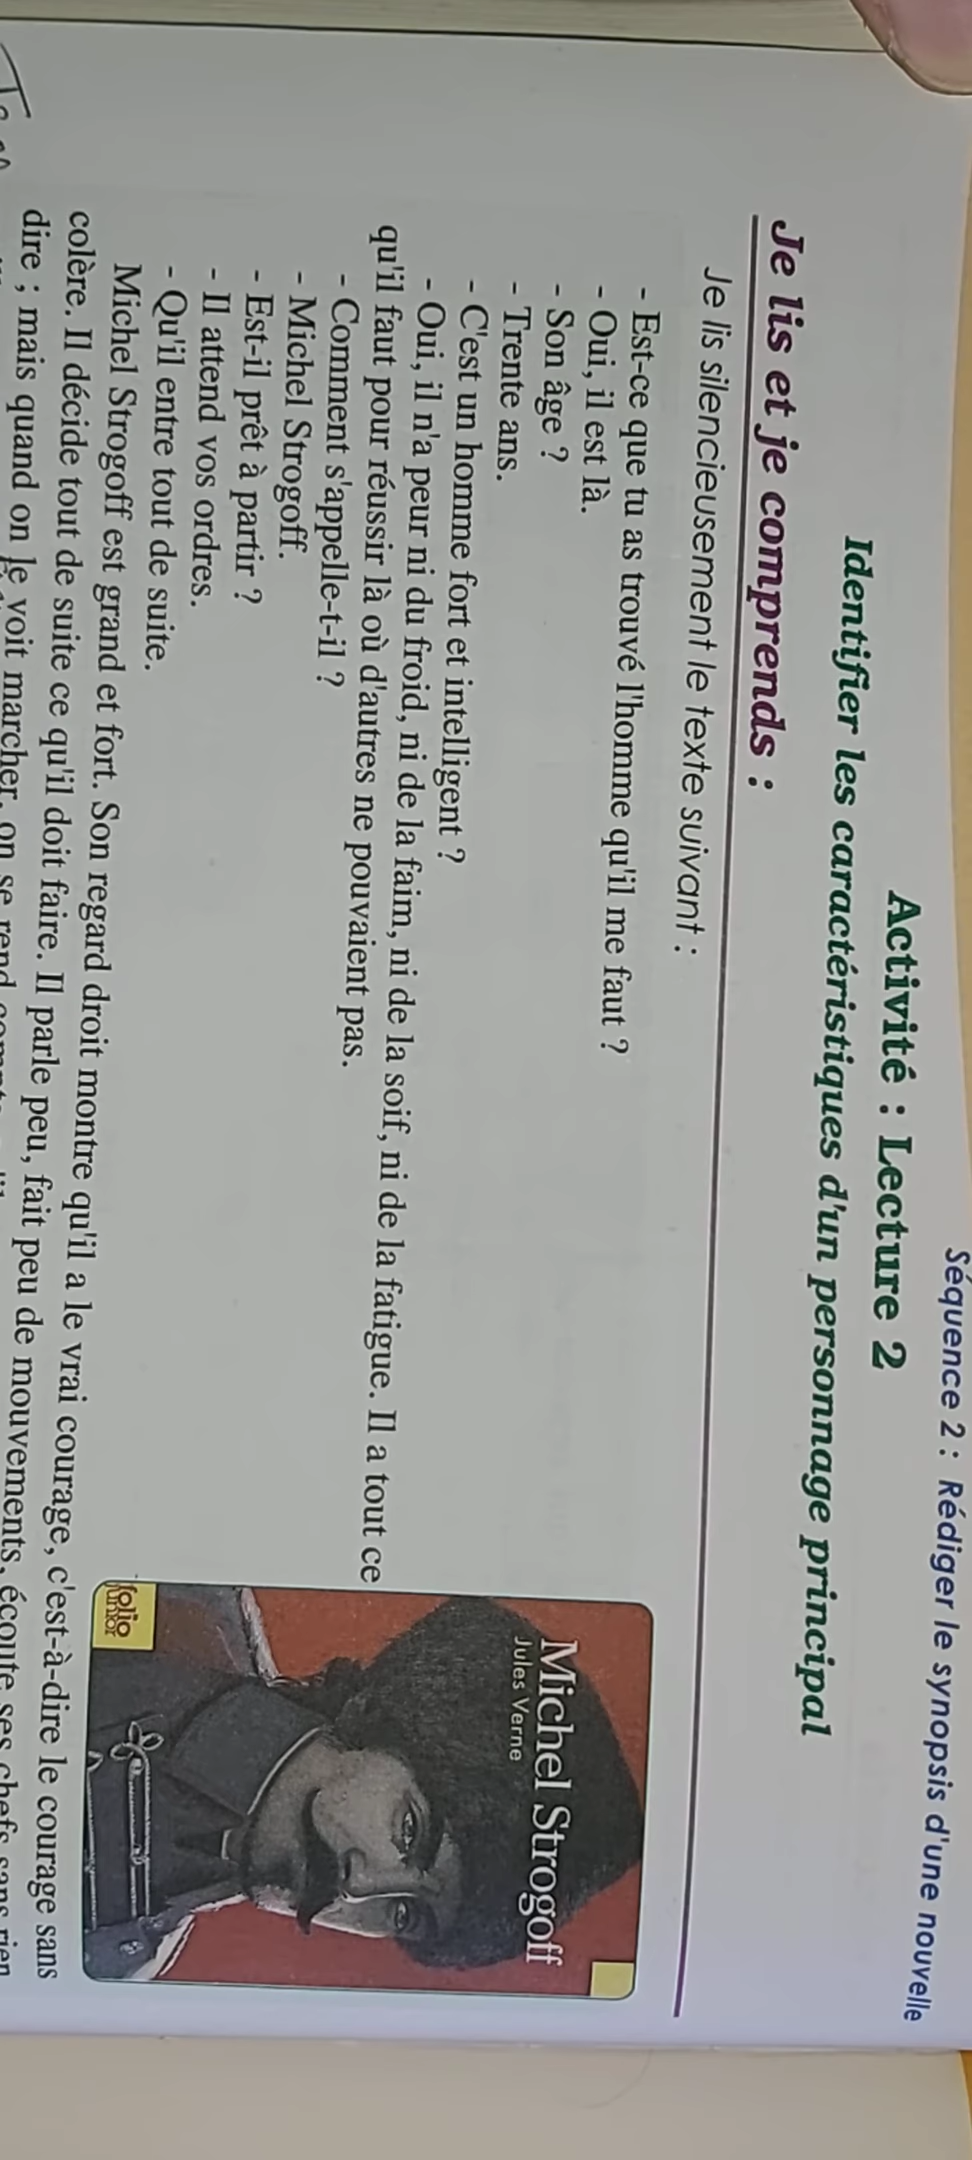 Séquence 2 : Rédiger le synopsis d'une nouvelle
Activité : Lecture 2
Identifier les caractéristiques d'un personnage principal
Je lis et je comprends :
Je lis silencieusement le texte suivant :
- Est-ce que tu as trouvé l'homme qu'il me faut ?
- Oui, il est là.
- Son âge ?
- Trente ans.
- C'est un homme fort et intelligent ?
- Oui, il n'a peur ni du froid, ni de la faim, ni de la soif, ni de la fatigue. Il a tout ce
qu'il faut pour réussir là où d'autres ne pouvaient pas.
- Comment s'appelle-t-il ?
- Michel Strogoff.
- Est-il prêt à partir ?
- Il attend vos ordres.
- Qu'il entre tout de suite.
Michel Strogoff est grand et fort. Son regard droit montre qu'il a le vrai courage, c'est-à-dire le courage sans
colère. Il décide tout de suite ce qu'il doit faire. Il parle peu, fait peu de mouvements, écoute ses chefs sans rien
dire ; mais quand on le voit marcher, on se rend
Michel Strogoff
Jules Verne
folio
junior